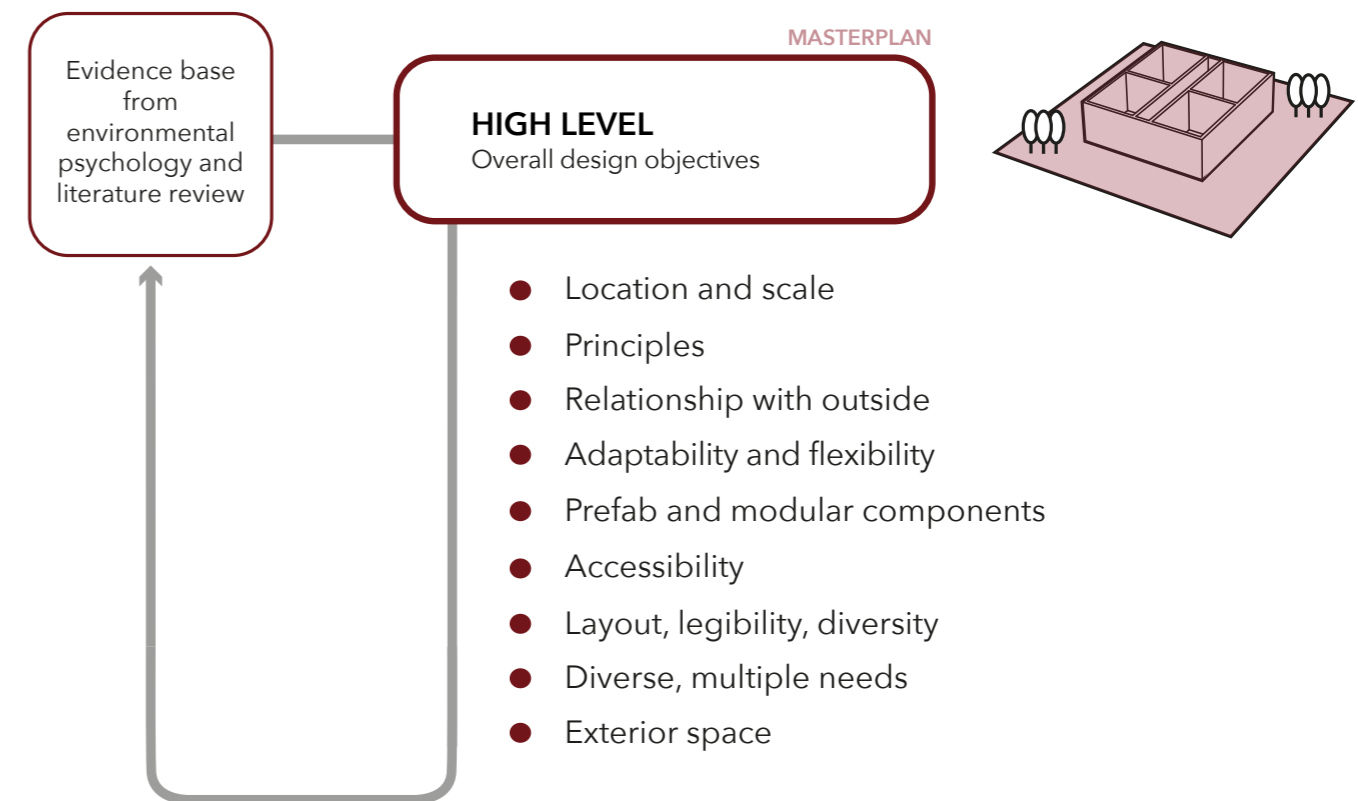 Evidence base
from
environmental
psychology and
literature review
MASTERPLAN
HIGH LEVEL
Overall design objectives
Location and scale
Principles
Relationship with outside
Adaptability and flexibility
Prefab and modular components
Accessibility
Layout, legibility, diversity
Diverse, multiple needs
Exterior space